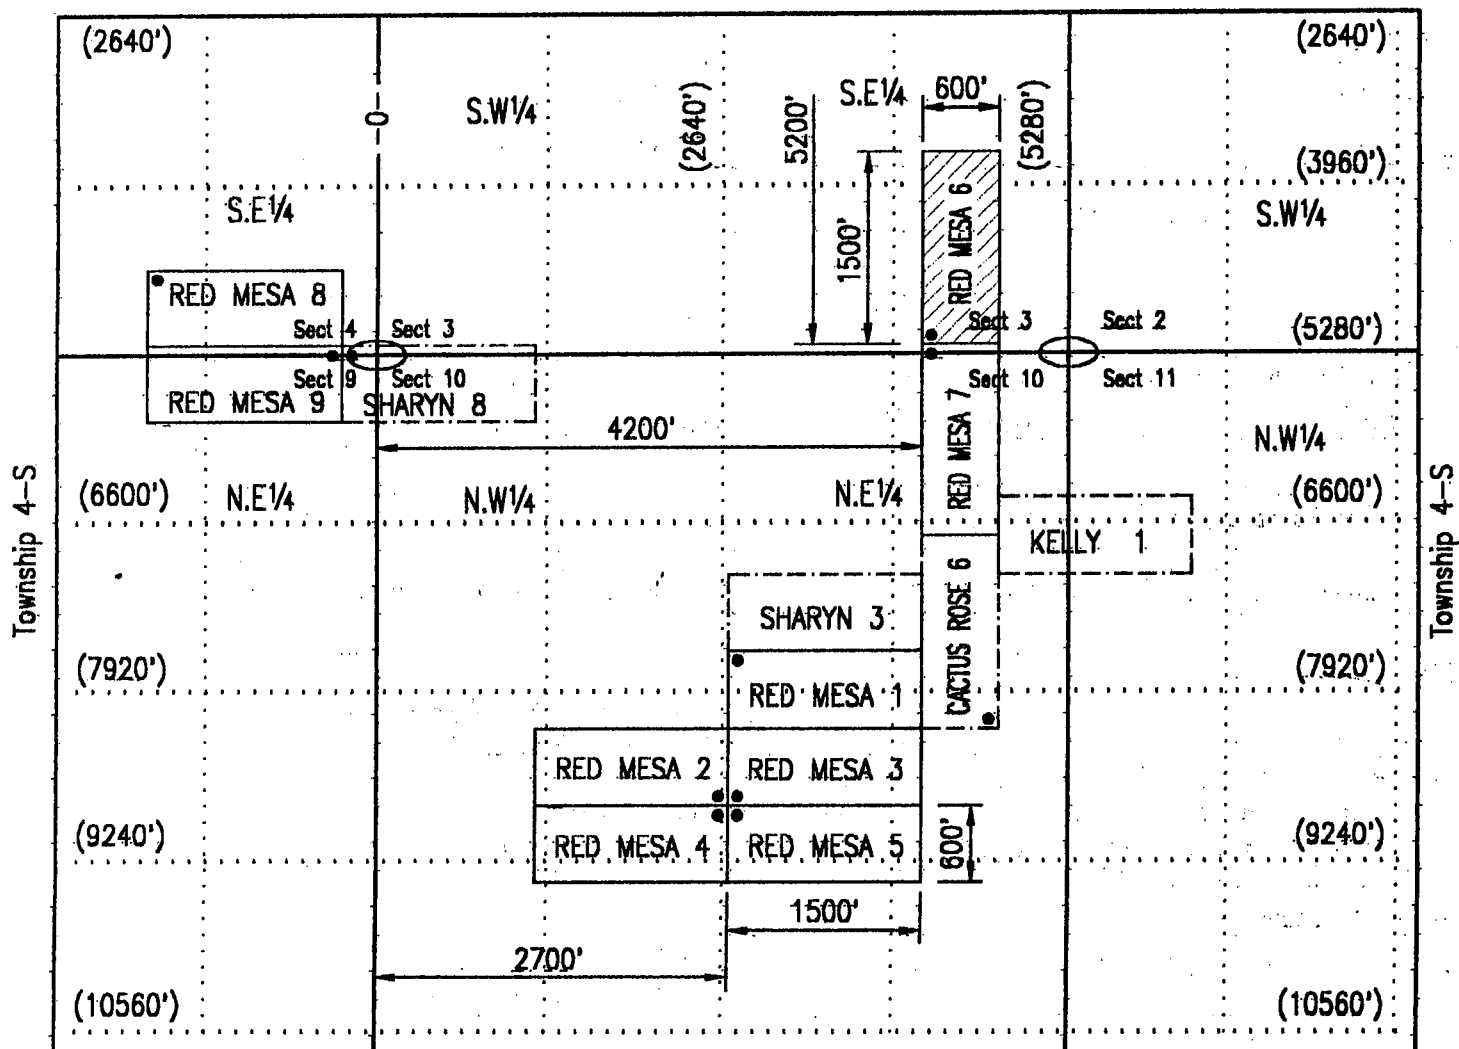 (2640')
(2640')
S.W¼
S.E¼
600'
0
(2640')
5200'
(5280')
(3960')
S.E¼
1500'
RED MESA 6
S.W¼
RED MESA 8
Sect 4
Sect 3
Sect 3
Sect 2
(5280')
Sect 9
Sect 10
Sect 10
Sect 11
RED MESA 9
SHARYN 8
4200'
RED MESA 7
N.W¼
(6600')
N.E¼
N.W¼
N.E¼
(6600')
KELLY 1
Township 4-S
Township 4-S
SHARYN 3
CACTUS ROSE 6
(7920')
(7920')
RED MESA 1
RED MESA 2
RED MESA 3
(9240')
(9240')
RED MESA 4
RED MESA 5
600'
1500'
2700'
(10560')
(10560')